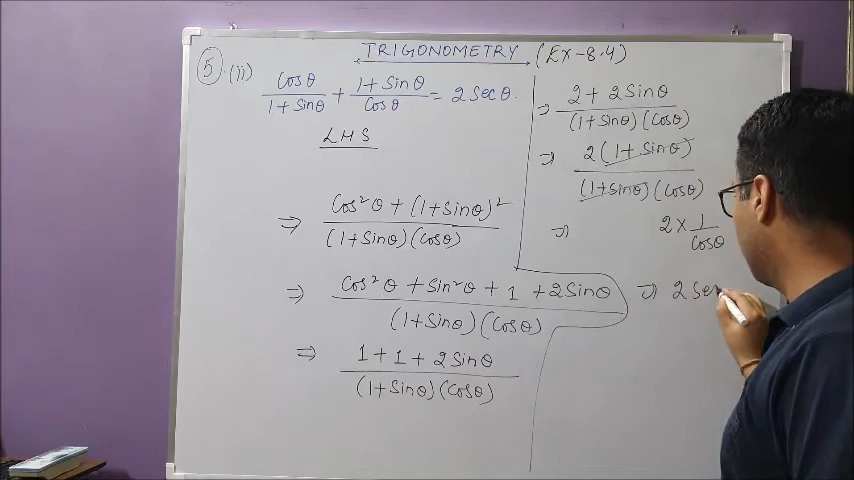 TRIGONOMETRY (Ex-8.4)
5 (ii) Cosθ/(1+Sinθ) + (1+Sinθ)/Cosθ = 2Secθ.
LHS
⇒ (Cos²θ + (1+Sinθ)²)/((1+Sinθ)(Cosθ))
⇒ (Cos²θ + Sin²θ + 1 + 2Sinθ)/((1+Sinθ)(Cosθ))
⇒ (1 + 1 + 2Sinθ)/((1+Sinθ)(Cosθ))
⇒ (2 + 2Sinθ)/((1+Sinθ)(Cosθ))
⇒ (2(1+Sinθ))/((1+Sinθ)(Cosθ))
⇒ 2 × 1/Cosθ
⇒ 2 Sec